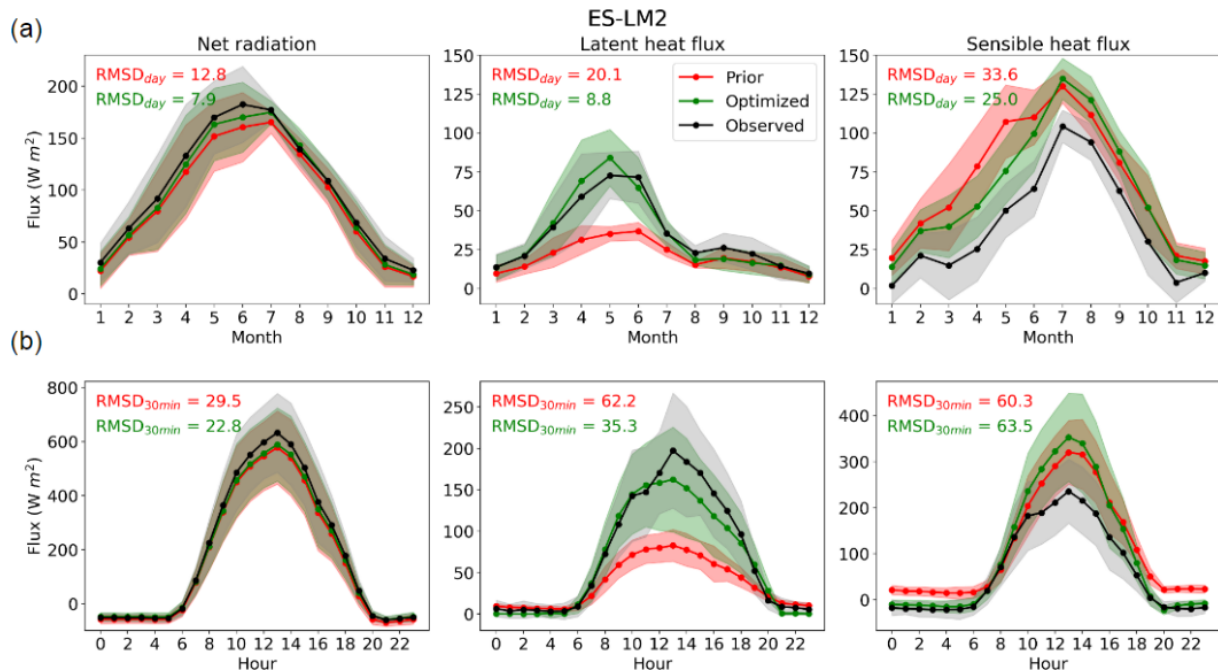 ES-LM2
(a)
Net radiation
Latent heat flux
Sensible heat flux
RMSD_day = 12.8
RMSD_day = 7.9
RMSD_day = 20.1
RMSD_day = 8.8
Prior
Optimized
Observed
RMSD_day = 33.6
RMSD_day = 25.0
Flux (W m²)
200
150
100
50
0
150
125
100
75
50
25
0
150
125
100
75
50
25
0
1 2 3 4 5 6 7 8 9 10 11 12
1 2 3 4 5 6 7 8 9 10 11 12
1 2 3 4 5 6 7 8 9 10 11 12
Month
Month
Month
(b)
RMSD_30min = 29.5
RMSD_30min = 22.8
RMSD_30min = 62.2
RMSD_30min = 35.3
RMSD_30min = 60.3
RMSD_30min = 63.5
Flux (W m²)
800
600
400
200
0
250
200
150
100
50
0
400
300
200
100
0
0 2 4 6 8 10 12 14 16 18 20 22
0 2 4 6 8 10 12 14 16 18 20 22
0 2 4 6 8 10 12 14 16 18 20 22
Hour
Hour
Hour